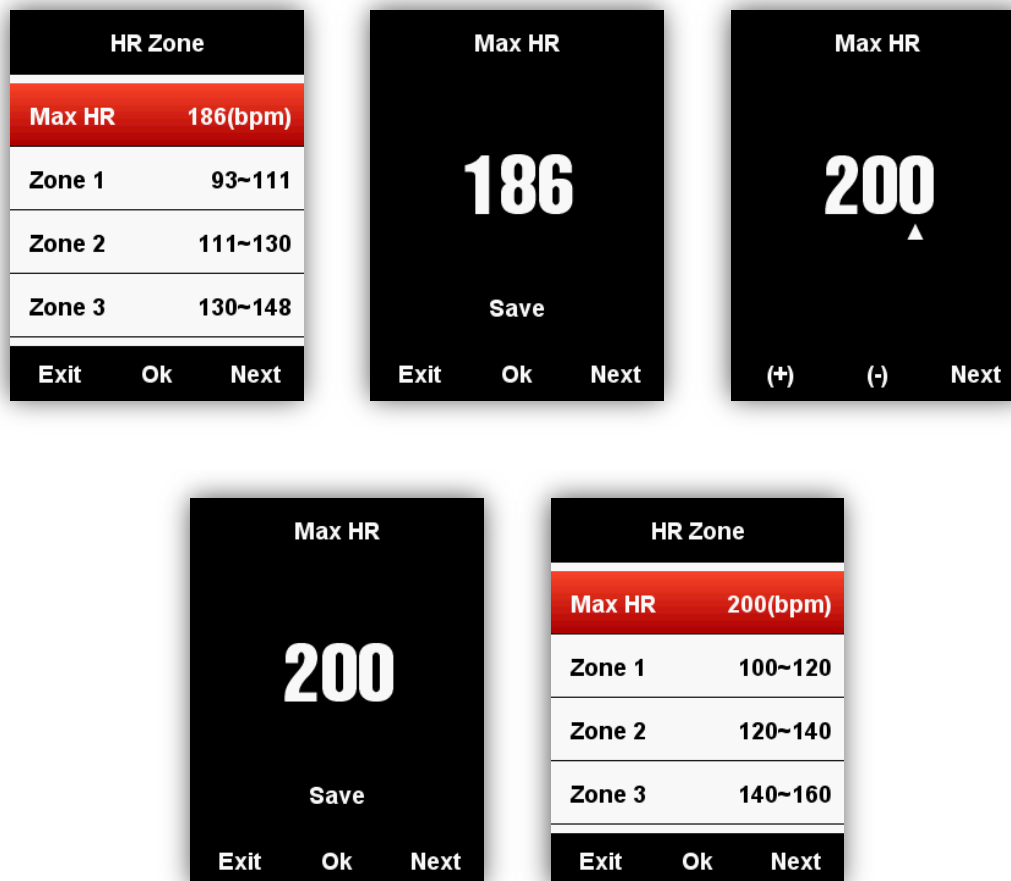 HR Zone
Max HR 186(bpm)
Zone 1 93~111
Zone 2 111~130
Zone 3 130~148
Exit Ok Next
Max HR
186
Save
Exit Ok Next
Max HR
200
▲
(+) (-) Next
Max HR
200
Save
Exit Ok Next
HR Zone
Max HR 200(bpm)
Zone 1 100~120
Zone 2 120~140
Zone 3 140~160
Exit Ok Next